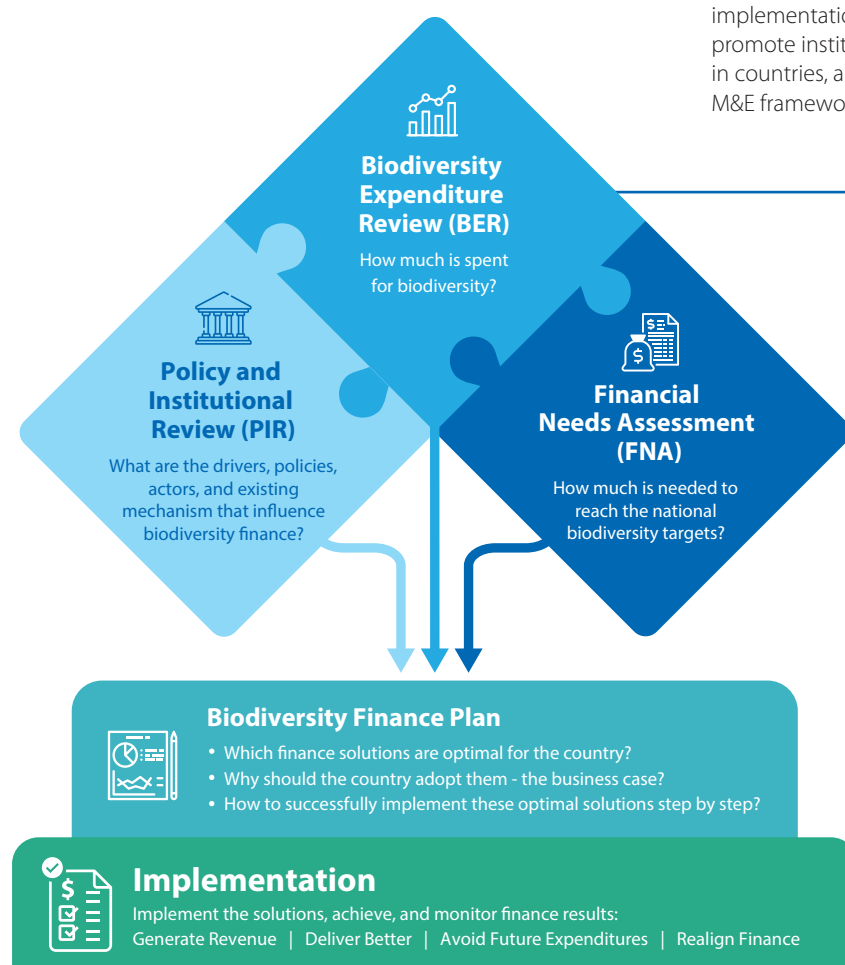 implementatio
promote instit
in countries, a
M&E framewo
Biodiversity
Expenditure
Review (BER)
How much is spent
for biodiversity?
Policy and
Institutional
Review (PIR)
What are the drivers, policies,
actors, and existing
mechanism that influence
biodiversity finance?
$
$
Financial
Needs Assessment
(FNA)
How much is needed to
reach the national
biodiversity targets?
Biodiversity Finance Plan
• Which finance solutions are optimal for the country?
• Why should the country adopt them - the business case?
• How to successfully implement these optimal solutions step by step?
$
Implementation
Implement the solutions, achieve, and monitor finance results:
Generate Revenue | Deliver Better | Avoid Future Expenditures | Realign Finance